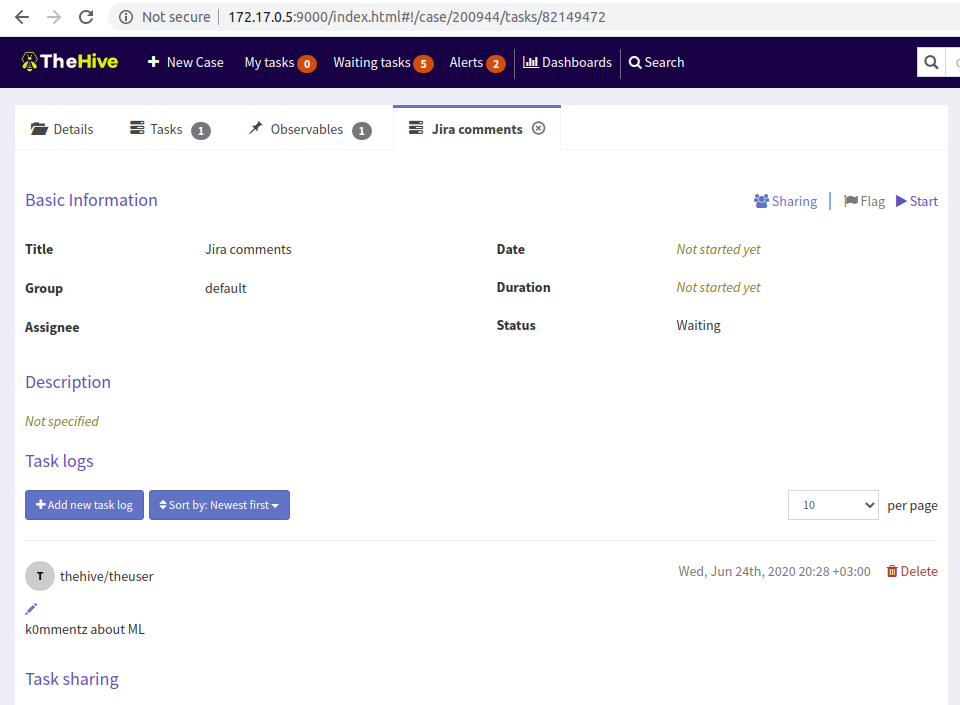 Not secure 172.17.0.5:9000/index.html#!/case/200944/tasks/82149472
TheHive New Case My tasks 0 Waiting tasks 5 Alerts 2 Dashboards Search
Details Tasks 1 Observables 1 Jira comments
Basic Information Sharing Flag Start
Title Jira comments Date Not started yet
Group default Duration Not started yet
Assignee Status Waiting
Description
Not specified
Task logs
Add new task log Sort by: Newest first 10 per page
T thehive/theuser Wed, Jun 24th, 2020 20:28 +03:00 Delete
k0mmentz about ML
Task sharing